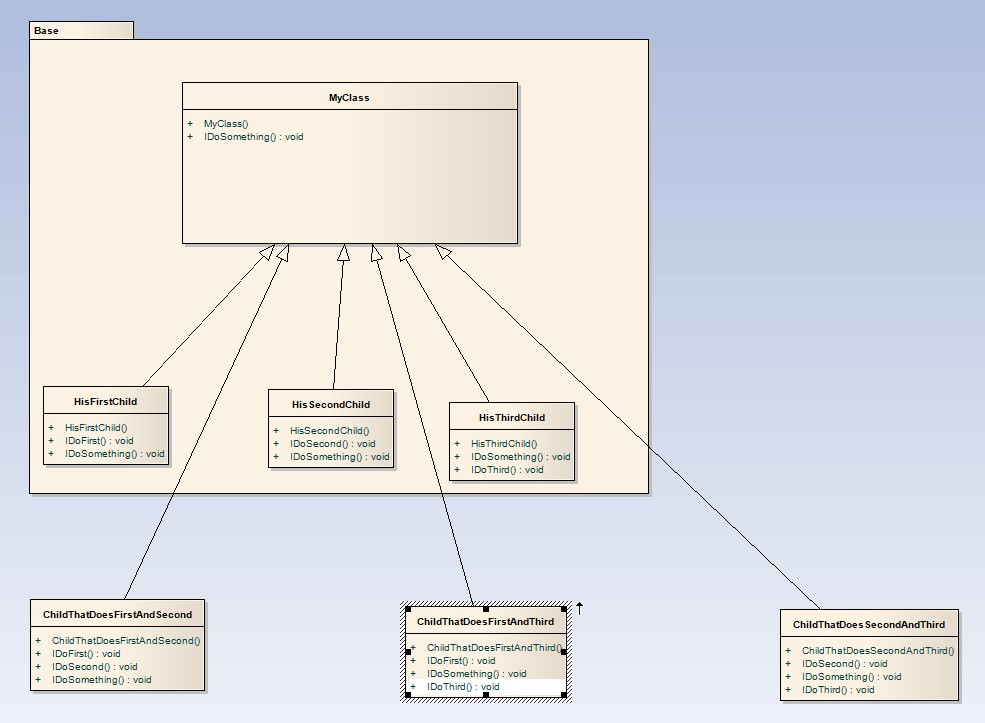 Base
MyClass
+ MyClass()
+ IDoSomething() : void
HisFirstChild
+ HisFirstChild()
+ IDoFirst() : void
+ IDoSomething() : void
HisSecondChild
+ HisSecondChild()
+ IDoSecond() : void
+ IDoSomething() : void
HisThirdChild
+ HisThirdChild()
+ IDoSomething() : void
+ IDoThird() : void
ChildThatDoesFirstAndSecond
+ ChildThatDoesFirstAndSecond()
+ IDoFirst() : void
+ IDoSecond() : void
+ IDoSomething() : void
ChildThatDoesFirstAndThird
+ ChildThatDoesFirstAndThird()
+ IDoFirst() : void
+ IDoSomething() : void
+ IDoThird() : void
ChildThatDoesSecondAndThird
+ ChildThatDoesSecondAndThird()
+ IDoSecond() : void
+ IDoSomething() : void
+ IDoThird() : void